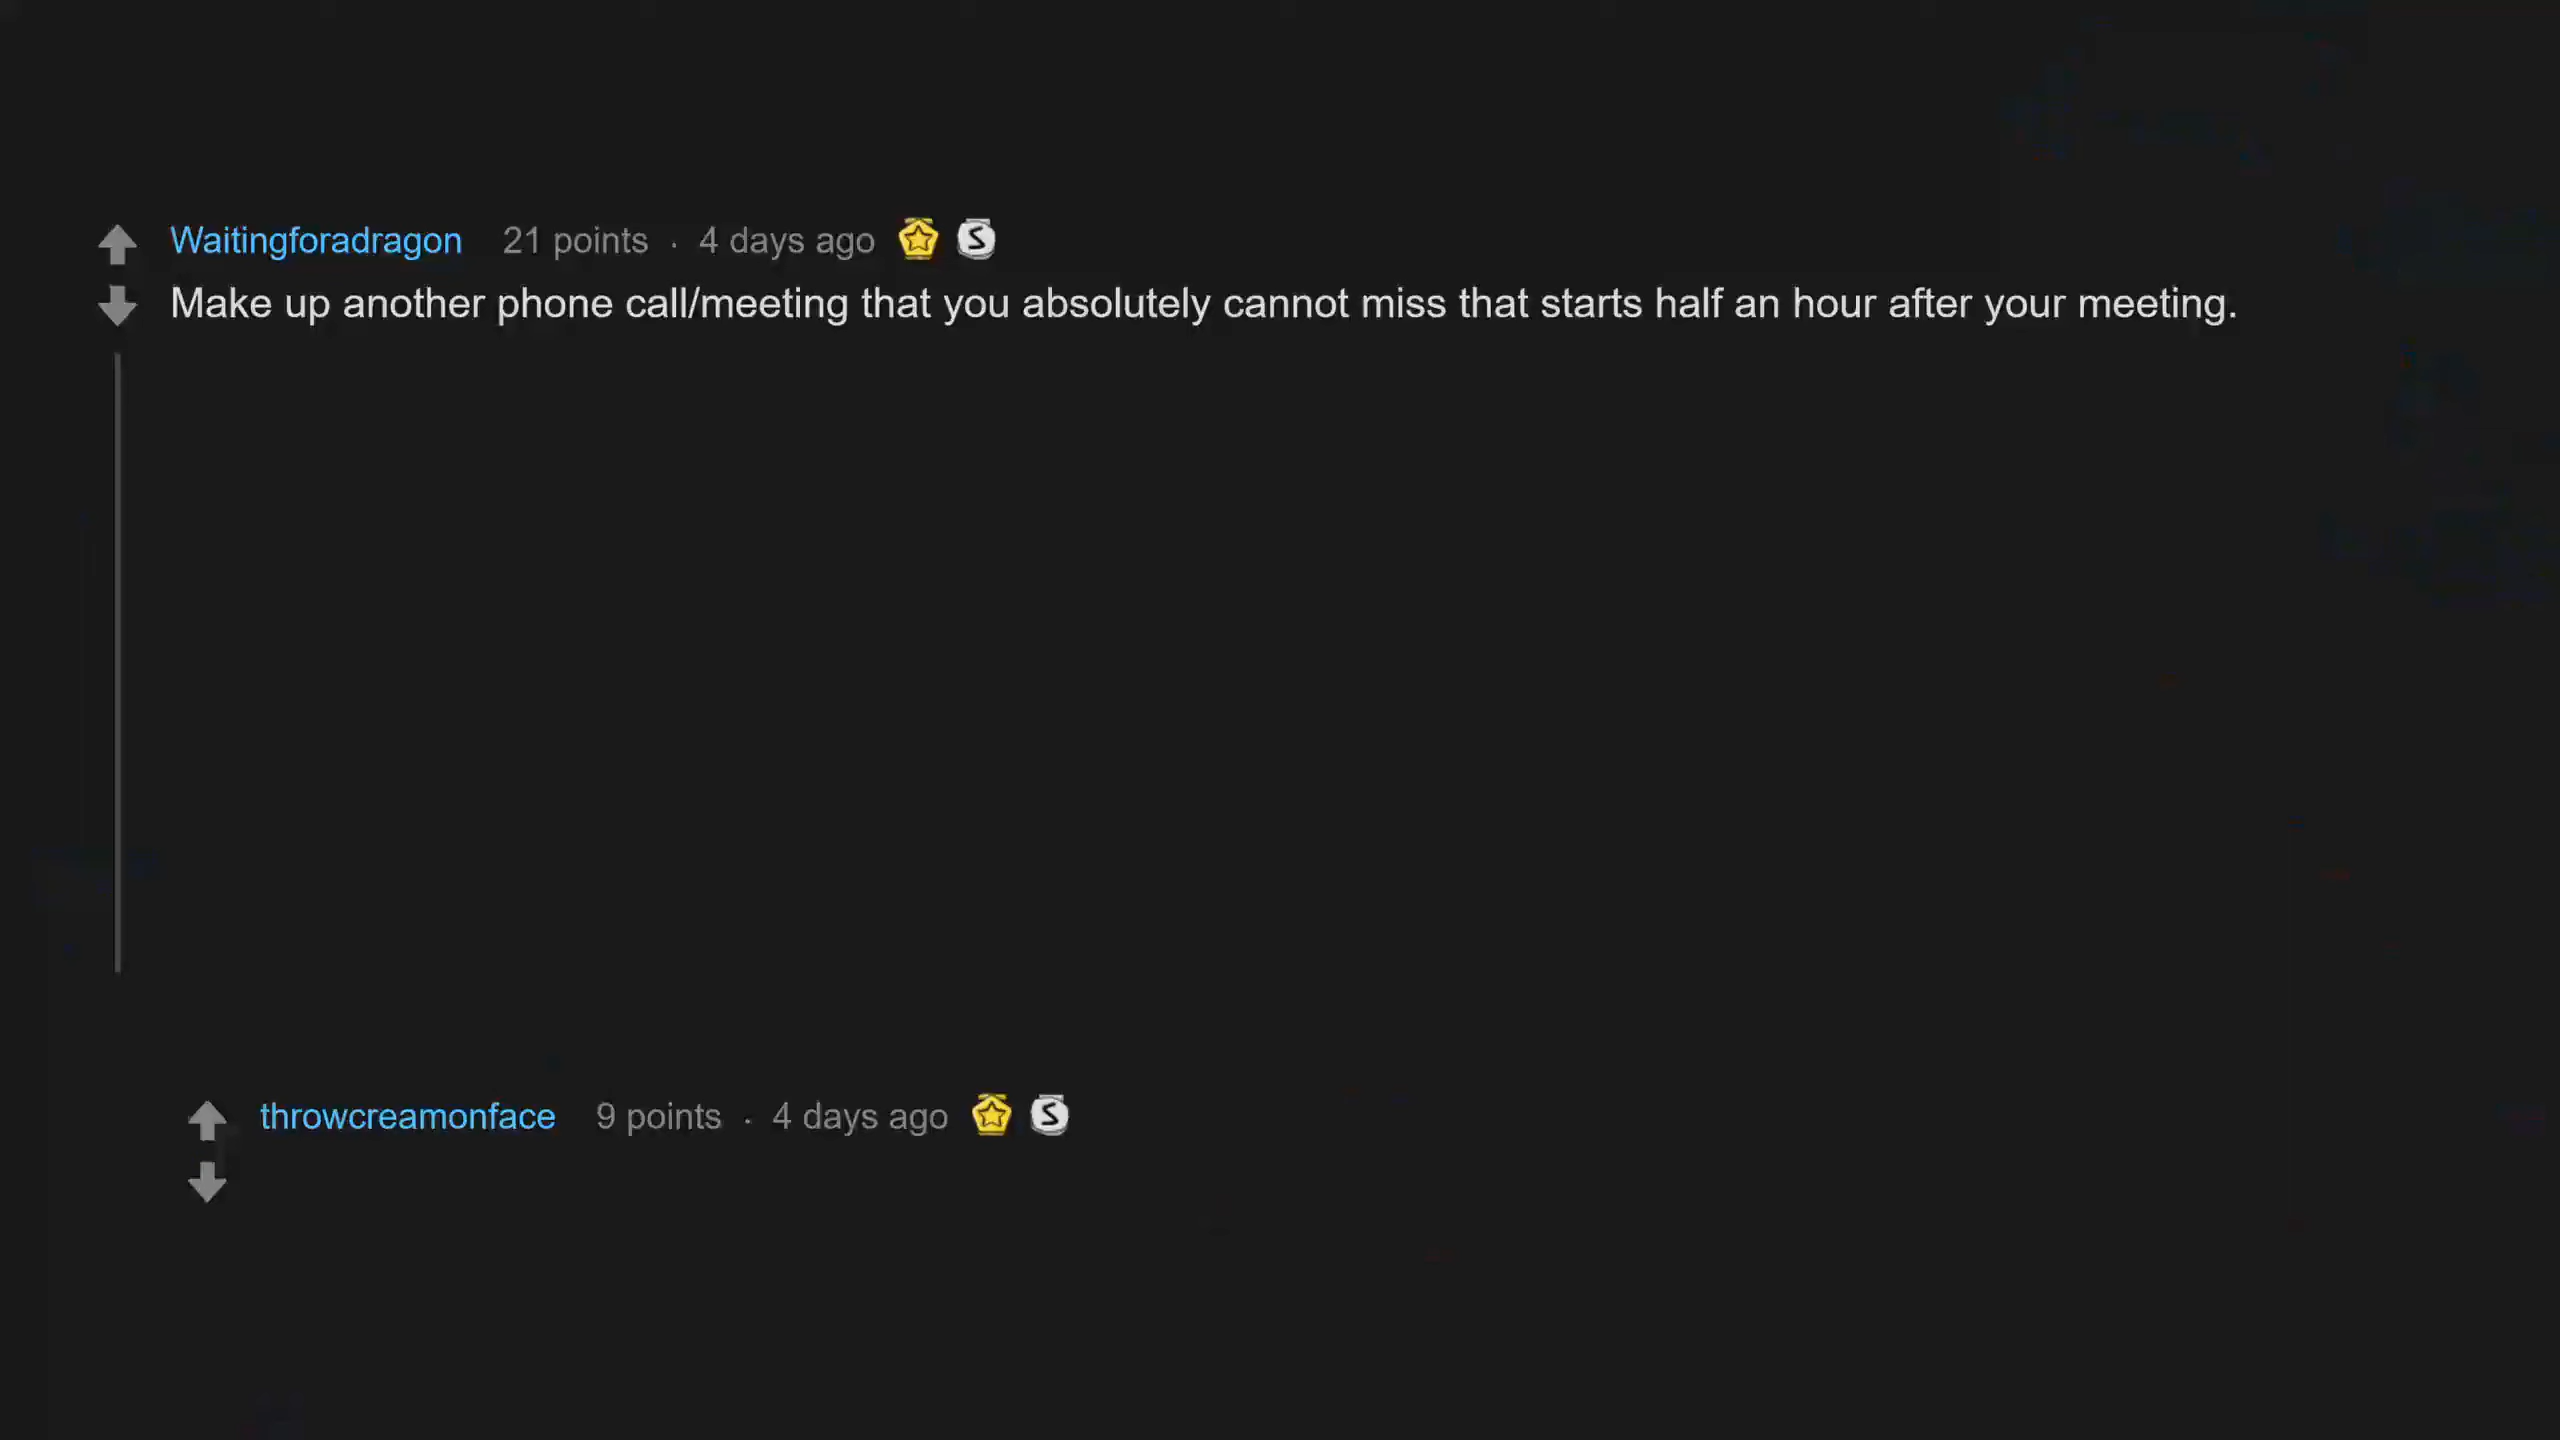 Waitingforadragon 21 points . 4 days ago
Make up another phone call/meeting that you absolutely cannot miss that starts half an hour after your meeting.
throwcreamonface 9 points . 4 days ago